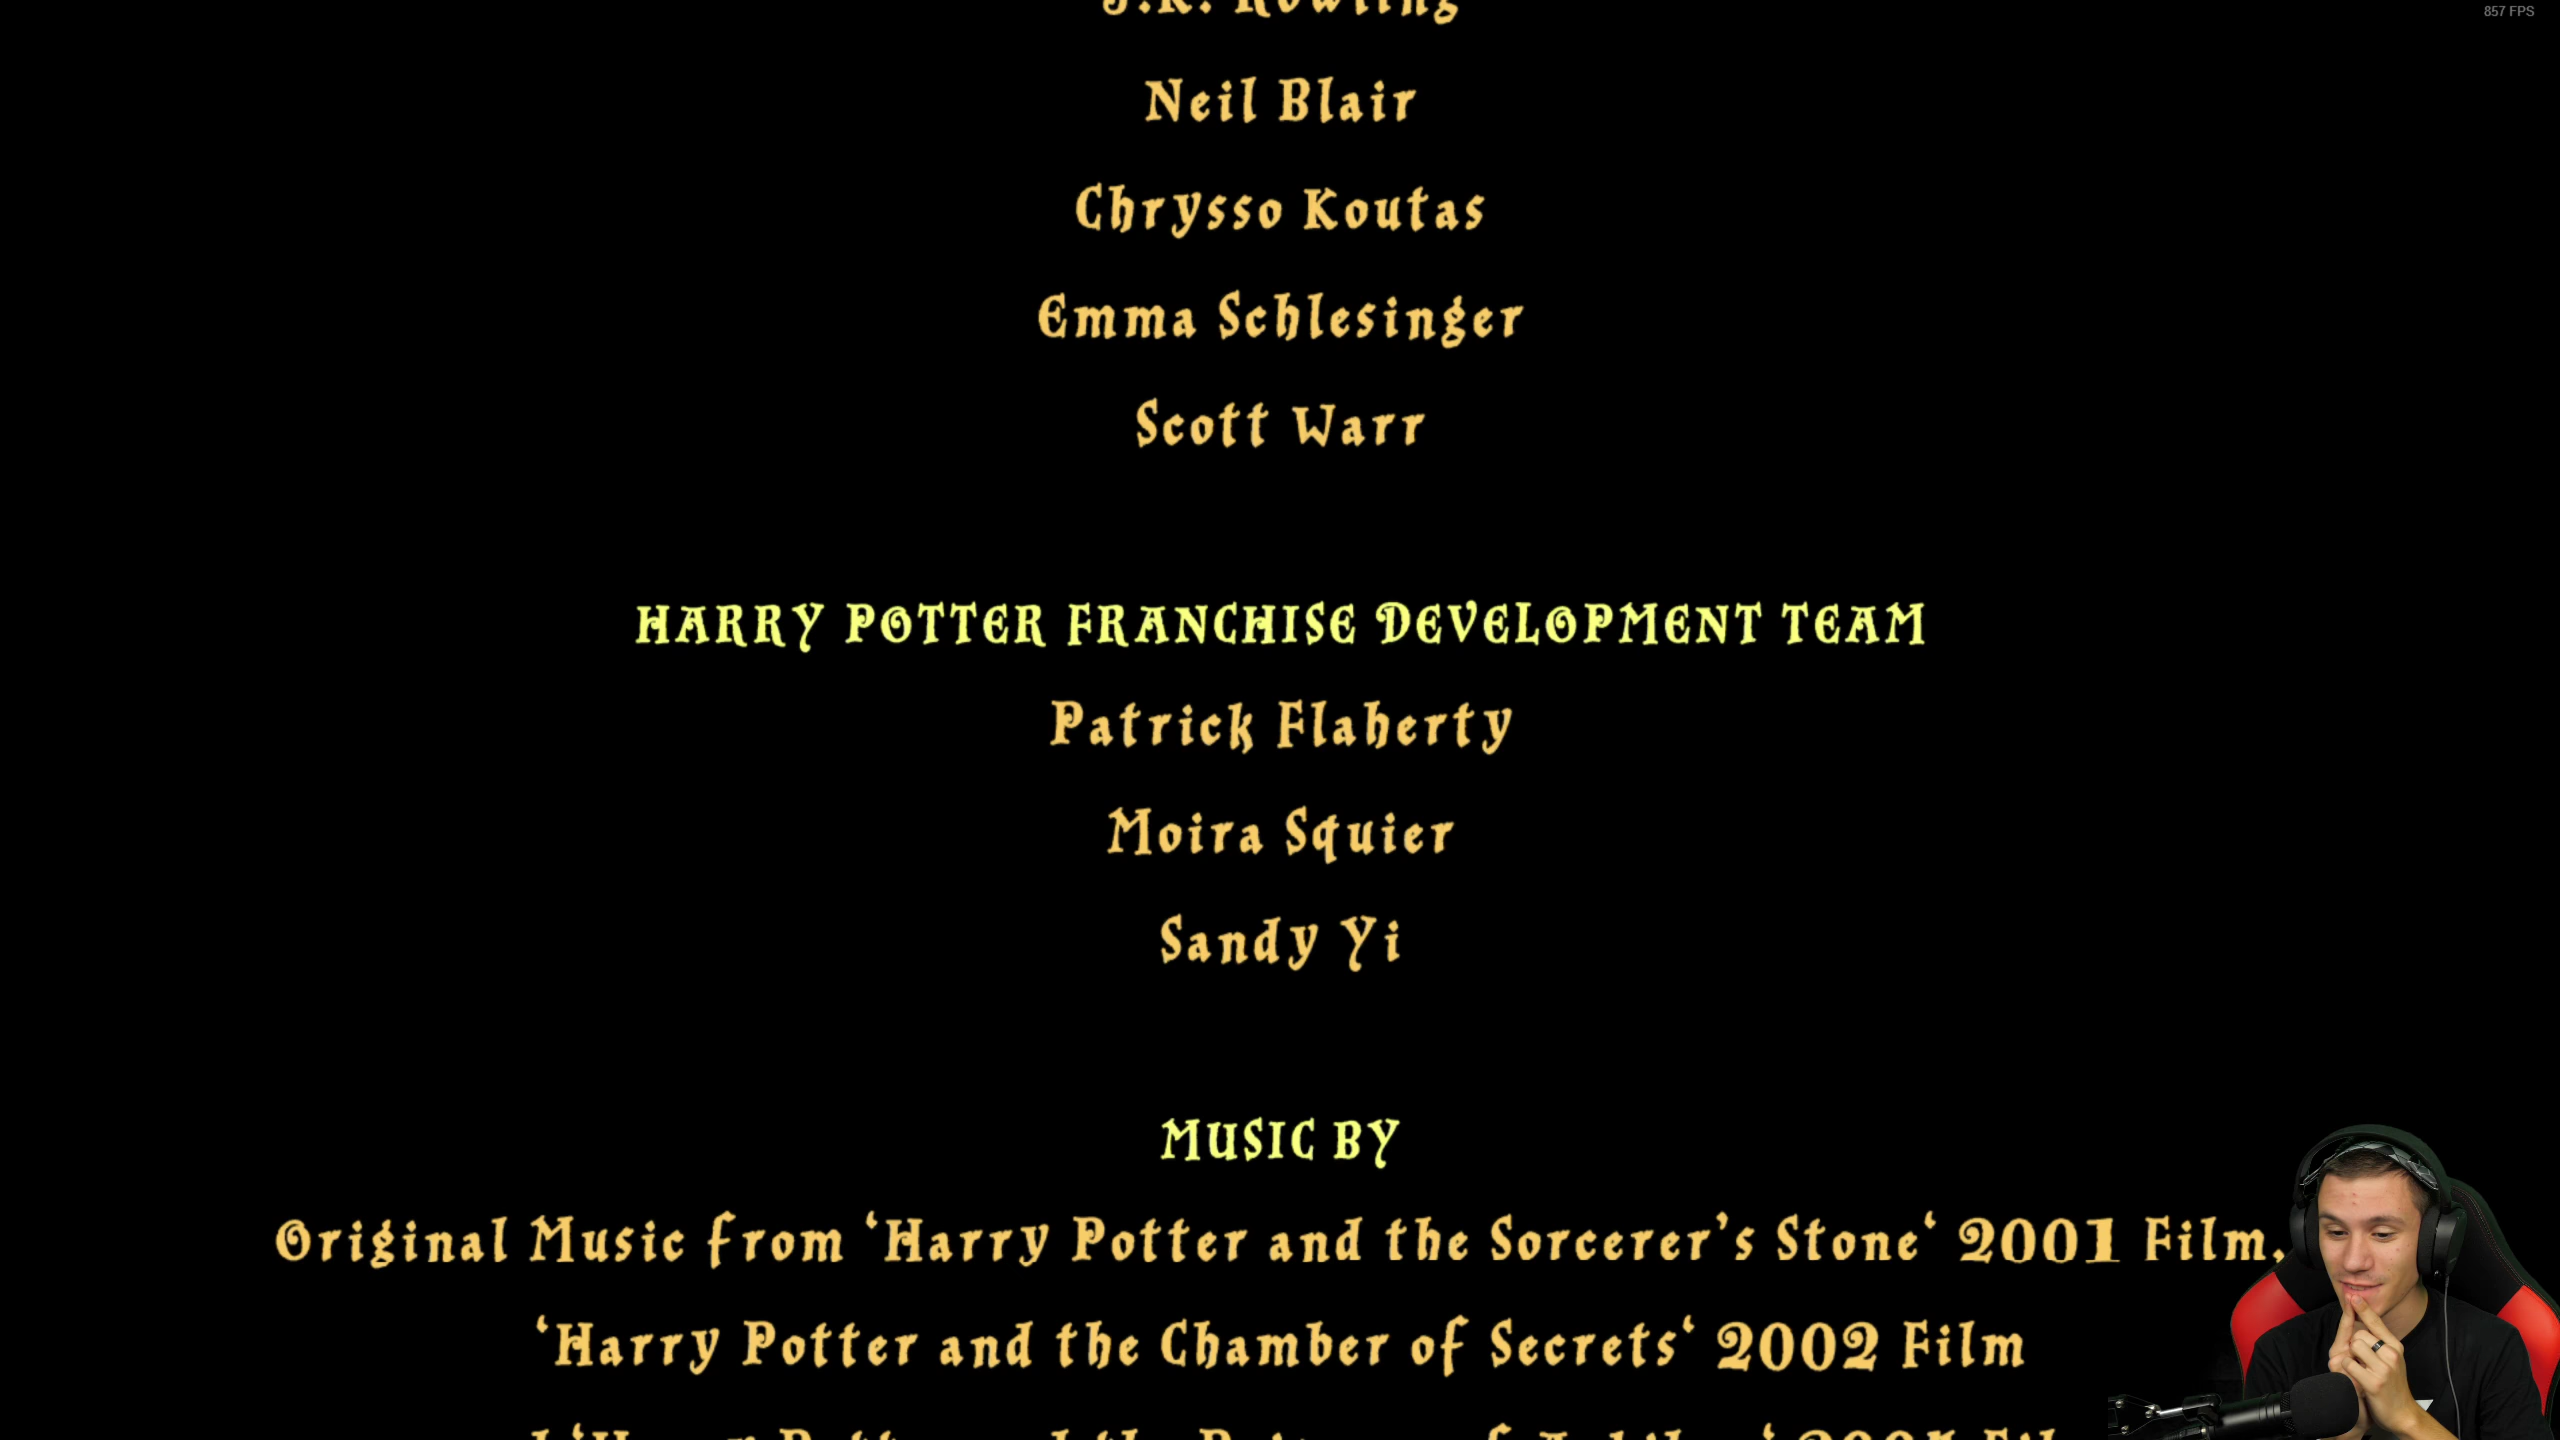 857 FPS
J.K. Rowling
Neil Blair
Chrysso Koutas
Emma Schlesinger
Scott Warr
HARRY POTTER FRANCHISE DEVELOPMENT TEAM
Patrick Flaherty
Moira Squier
Sandy Yi
MUSIC BY
Original Music from ‘Harry Potter and the Sorcerer’s Stone‘ 2001 Film,
‘Harry Potter and the Chamber of Secrets‘ 2002 Film